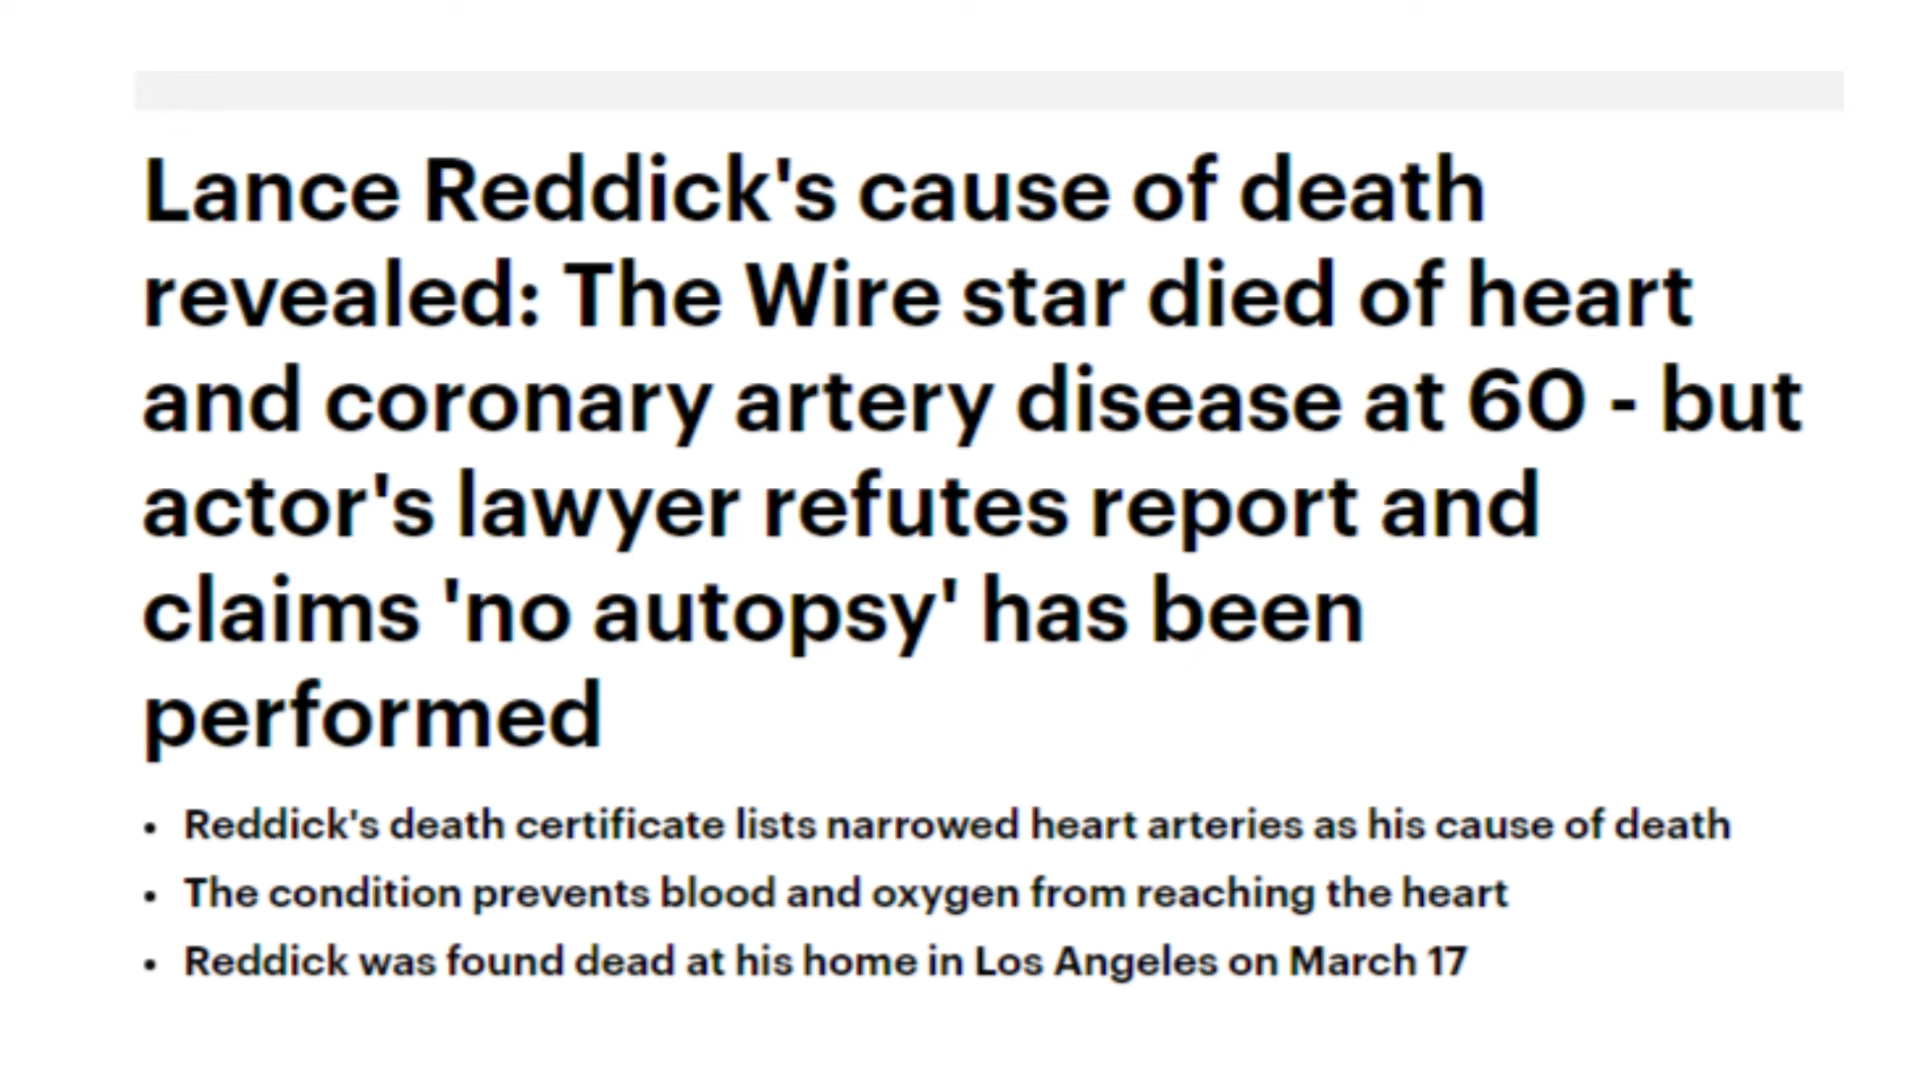 Lance Reddick's cause of death
revealed: The Wire star died of heart
and coronary artery disease at 60 - but
actor's lawyer refutes report and
claims 'no autopsy' has been
performed
• Reddick's death certificate lists narrowed heart arteries as his cause of death
• The condition prevents blood and oxygen from reaching the heart
• Reddick was found dead at his home in Los Angeles on March 17